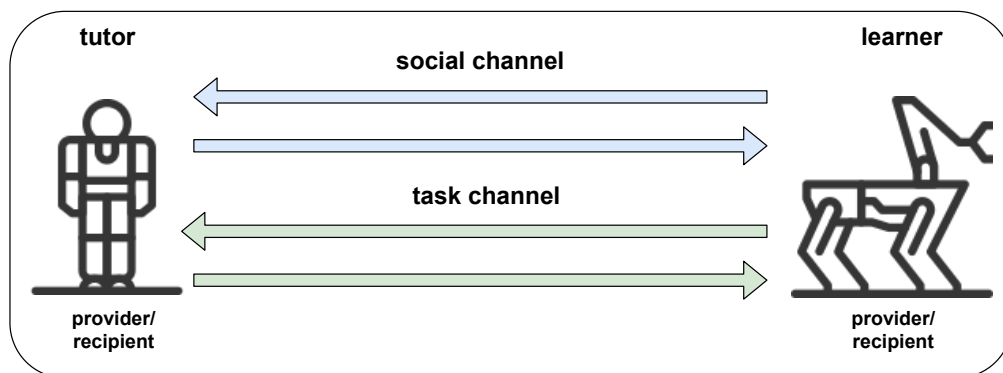 tutor
learner
social channel
task channel
provider/
recipient
provider/
recipient